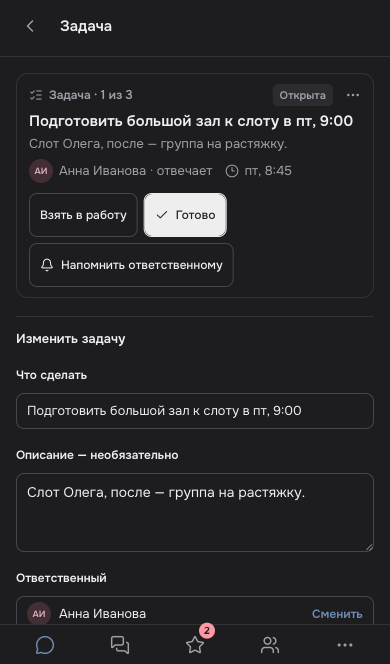 Задача
Задача · 1 из 3
Открыта
Подготовить большой зал к слоту в пт, 9:00
Слот Олега, после — группа на растяжку.
АИ Анна Иванова · отвечает пт, 8:45
Взять в работу
Готово
Напомнить ответственному
Изменить задачу
Что сделать
Подготовить большой зал к слоту в пт, 9:00
Описание — необязательно
Слот Олега, после — группа на растяжку.
Ответственный
АИ Анна Иванова
Сменить
2